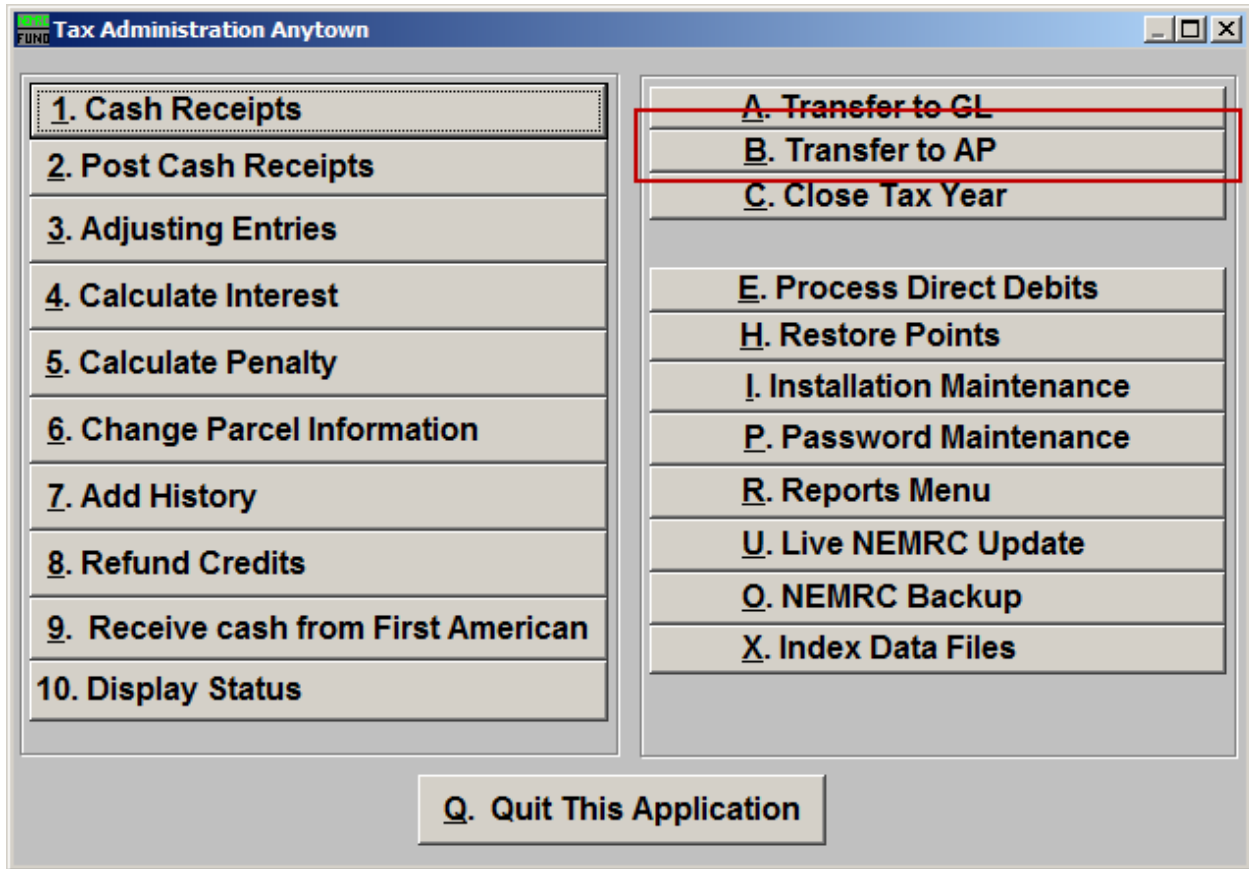 NEMRC
FUND
Tax Administration Anytown
1. Cash Receipts
2. Post Cash Receipts
3. Adjusting Entries
4. Calculate Interest
5. Calculate Penalty
6. Change Parcel Information
7. Add History
8. Refund Credits
9. Receive cash from First American
10. Display Status
A. Transfer to GL
B. Transfer to AP
C. Close Tax Year
E. Process Direct Debits
H. Restore Points
I. Installation Maintenance
P. Password Maintenance
R. Reports Menu
U. Live NEMRC Update
O. NEMRC Backup
X. Index Data Files
Q. Quit This Application